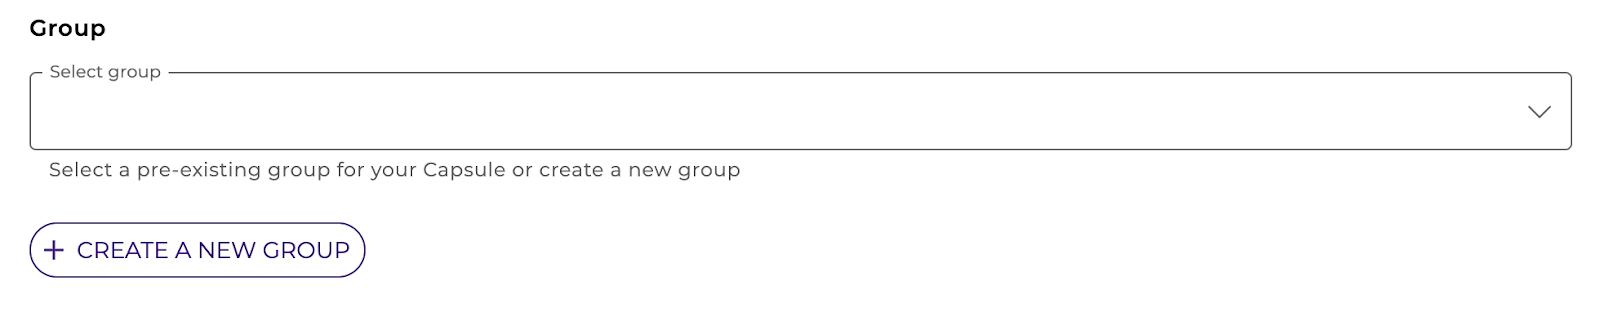 Group
Select group
Select a pre-existing group for your Capsule or create a new group
+ CREATE A NEW GROUP